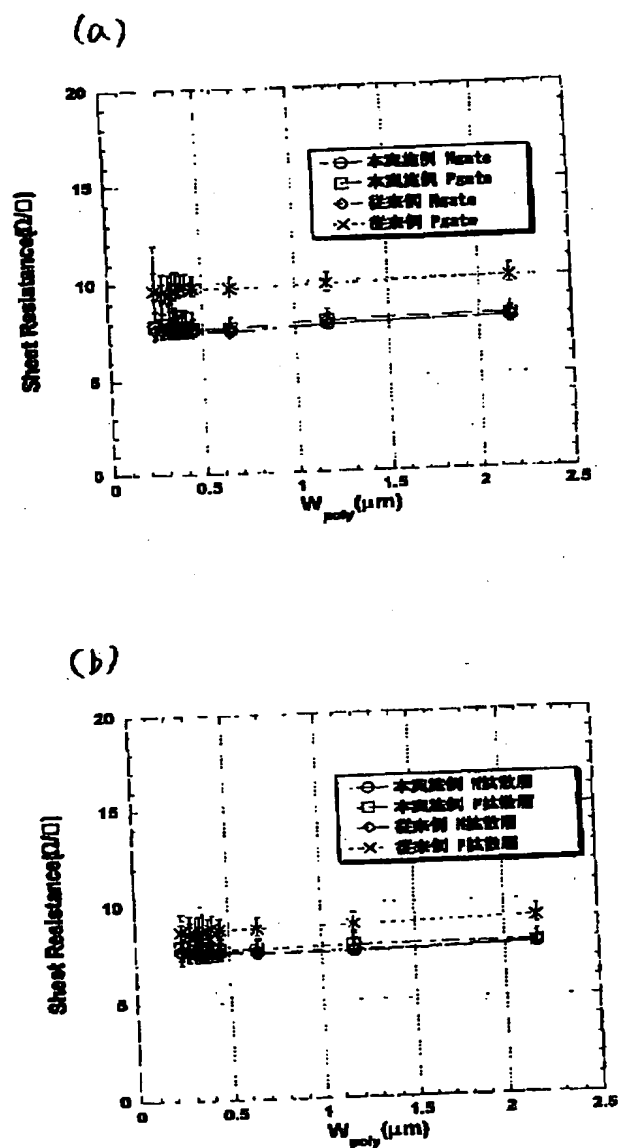 (a)
20
15
10
5
0
Sheet Resistance(Ω/□)
本実施例 Ngate
本実施例 Pgate
従来例 Ngate
従来例 Pgate
0 0.5 1 1.5 2 2.5
W poly (μm)
(b)
20
15
10
5
0
Sheet Resistance(Ω/□)
本実施例 N拡散層
本実施例 P拡散層
従来例 N拡散層
従来例 P拡散層
0 0.5 1 1.5 2 2.5
W poly (μm)